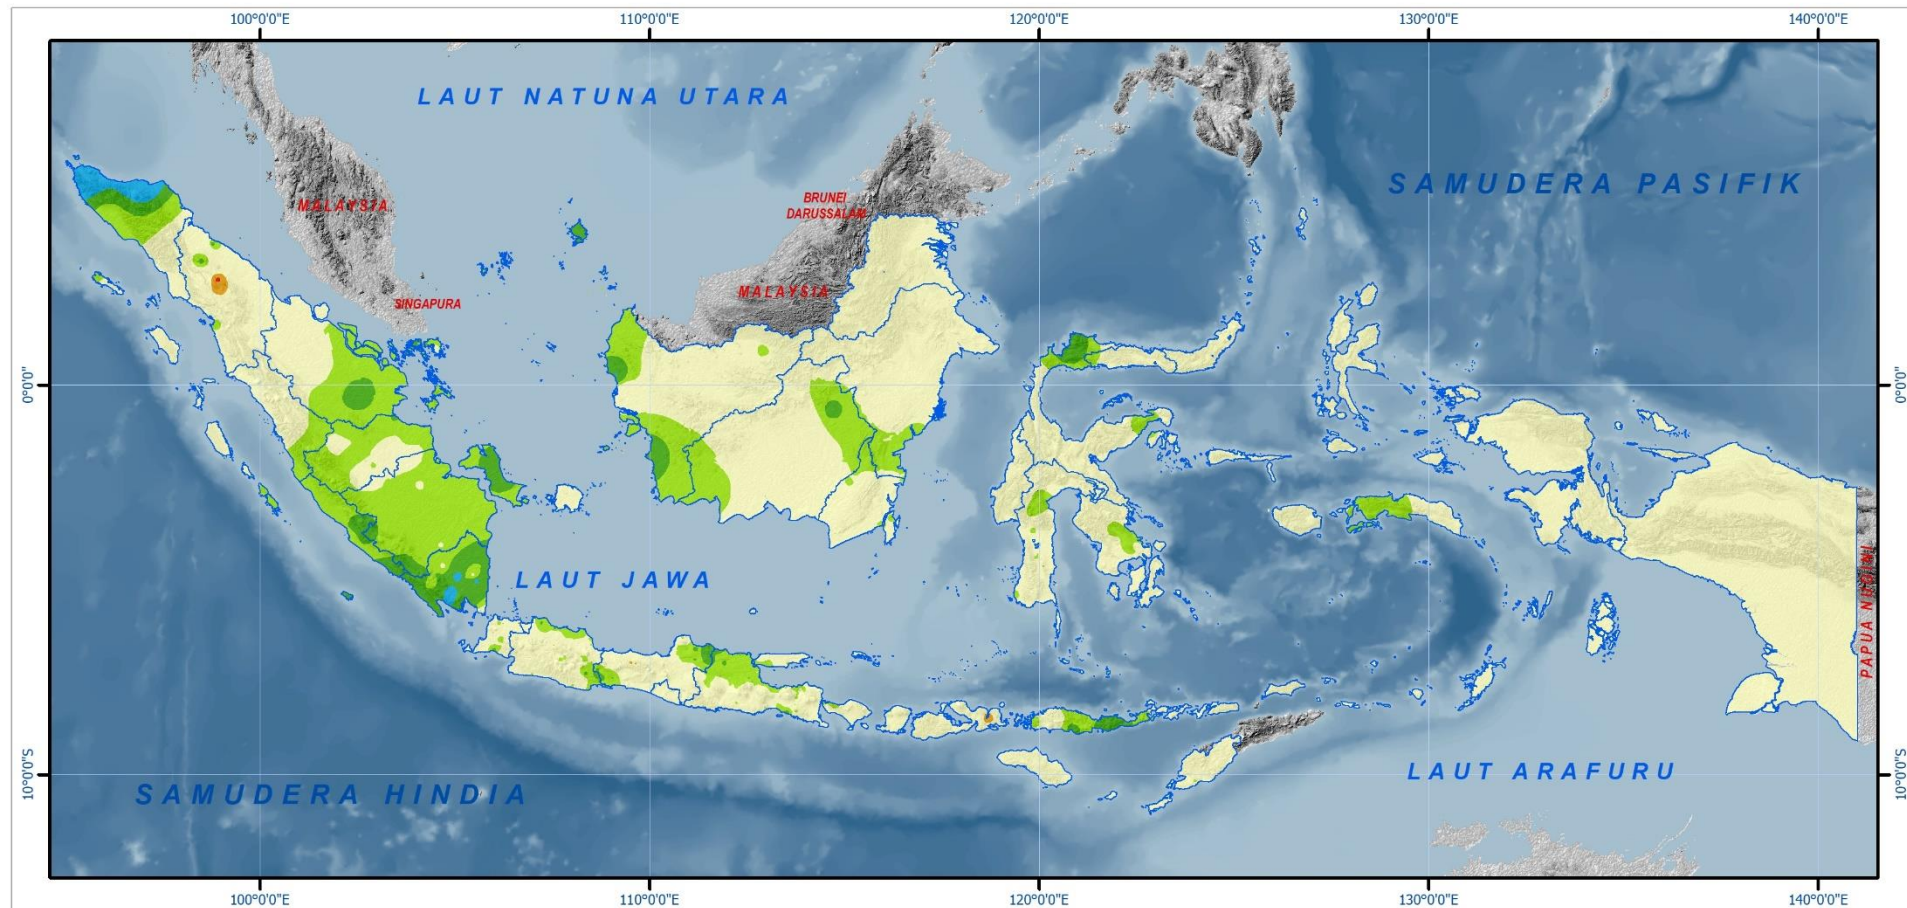 100°0'0"E
110°0'0"E
120°0'0"E
130°0'0"E
140°0'0"E
LAUT NATUNA UTARA
SAMUDERA PASIFIK
BRUNEI
DARUSSALAM
MALAYSIA
MALAYSIA
SINGAPURA
0°0'0"
0°0'0"
LAUT JAWA
PAPUA NUGINI
10°0'0"S
10°0'0"S
SAMUDERA HINDIA
LAUT ARAFURU
100°0'0"E
110°0'0"E
120°0'0"E
130°0'0"E
140°0'0"E